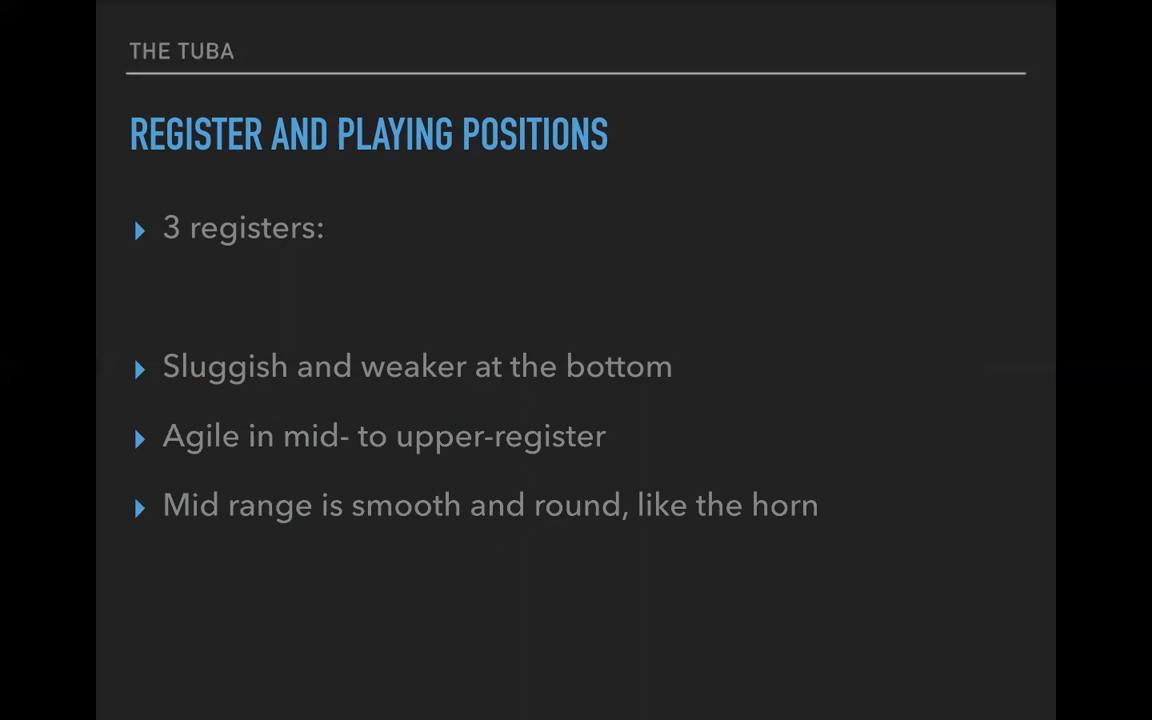 THE TUBA
REGISTER AND PLAYING POSITIONS
3 registers:
Sluggish and weaker at the bottom
Agile in mid- to upper-register
Mid range is smooth and round, like the horn